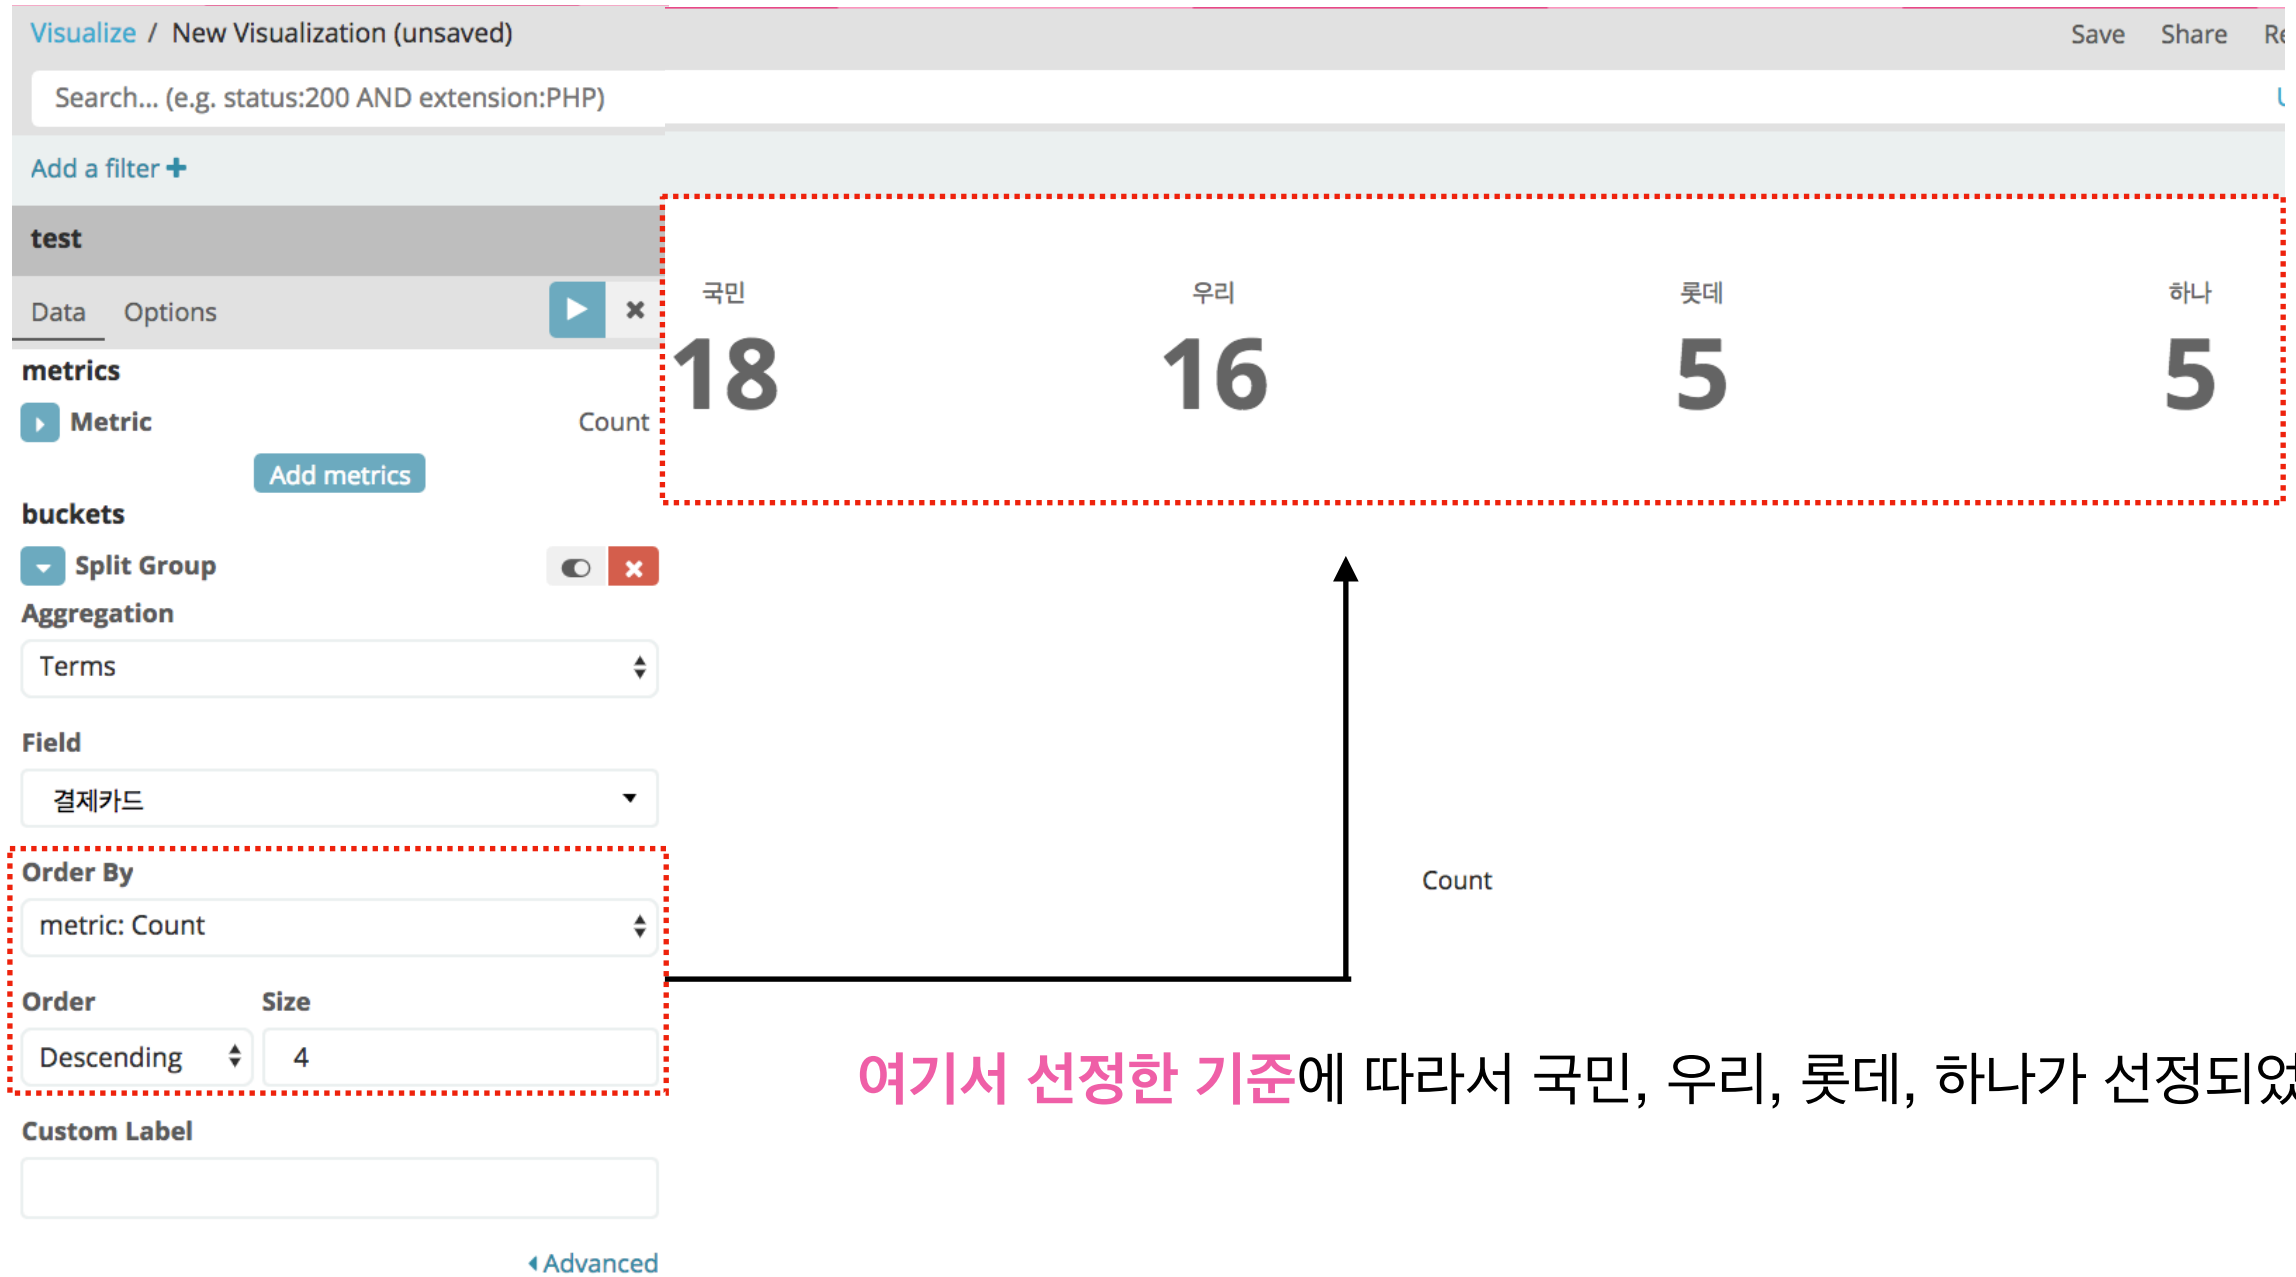 Visualize / New Visualization (unsaved)
Save Share Re
Search... (e.g. status:200 AND extension:PHP)
Add a filter
test
Data Options
metrics
Metric Count
Add metrics
buckets
Split Group
Aggregation
Terms
Field
결제카드
Order By
metric: Count
Order Size
Descending 4
Custom Label
Advanced
국민 우리 롯데 하나
18 16 5 5
Count
여기서 선정한 기준에 따라서 국민, 우리, 롯데, 하나가 선정되었